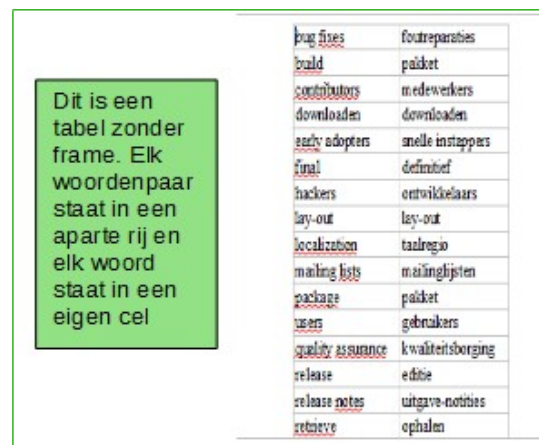 Dit is een
tabel zonder
frame. Elk
woordenpaar
staat in een
aparte rij en
elk woord
staat in een
eigen cel
bug fixes foutreparaties
build pakket
contributors medewerkers
downloaden downloaden
early adopters snelle instappers
final definitief
hackers ontwikkelaars
lay-out lay-out
localization taalregio
mailing lists mailinglijsten
package pakket
users gebruikers
quality assurance kwaliteitsborging
release editie
release notes uitgave-notities
retrieve ophalen